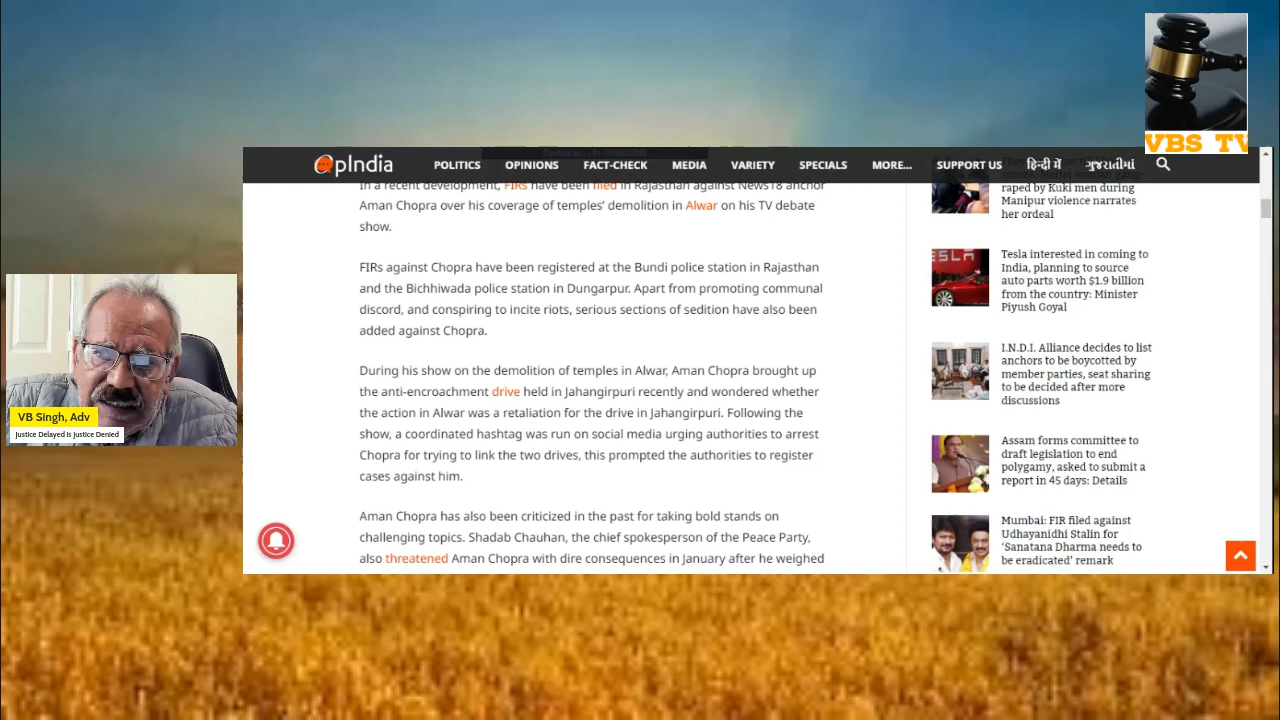 VBS TV
OpIndia
POLITICS OPINIONS FACT-CHECK MEDIA VARIETY SPECIALS MORE... SUPPORT US हिन्दी में ગુજરાતીમાં
In a recent development, FIRs have been filed in Rajasthan against News18 anchor
Aman Chopra over his coverage of temples’ demolition in Alwar on his TV debate
show.
FIRs against Chopra have been registered at the Bundi police station in Rajasthan
and the Bichhiwada police station in Dungarpur. Apart from promoting communal
discord, and conspiring to incite riots, serious sections of sedition have also been
added against Chopra.
During his show on the demolition of temples in Alwar, Aman Chopra brought up
the anti-encroachment drive held in Jahangirpuri recently and wondered whether
the action in Alwar was a retaliation for the drive in Jahangirpuri. Following the
show, a coordinated hashtag was run on social media urging authorities to arrest
Chopra for trying to link the two drives, this prompted the authorities to register
cases against him.
Aman Chopra has also been criticized in the past for taking bold stands on
challenging topics. Shadab Chauhan, the chief spokesperson of the Peace Party,
also threatened Aman Chopra with dire consequences in January after he weighed
raped by Kuki men during
Manipur violence narrates
her ordeal
TESLA
Tesla interested in coming to
India, planning to source
auto parts worth $1.9 billion
from the country: Minister
Piyush Goyal
I.N.D.I. Alliance decides to list
anchors to be boycotted by
member parties, seat sharing
to be decided after more
discussions
Assam forms committee to
draft legislation to end
polygamy, asked to submit a
report in 45 days: Details
Mumbai: FIR filed against
Udhayanidhi Stalin for
‘Sanatana Dharma needs to
be eradicated’ remark
VB Singh, Adv
Justice Delayed is Justice Denied